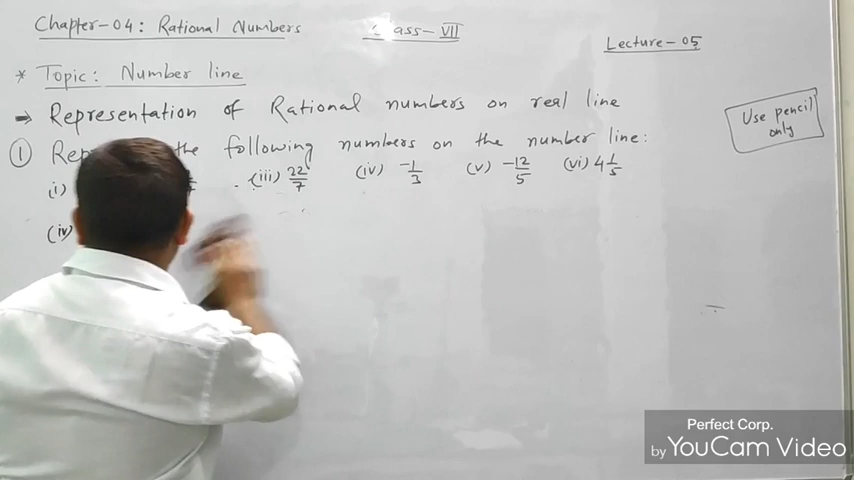 Chapter-04: Rational Numbers
Class-VII
Lecture-05
* Topic: Number line
→ Representation of Rational numbers on real line
Use pencil only
① the following numbers on the number line:
(i) (iii) 22/7 (iv) -1/3 (v) -12/5 (vi) 4 1/5
(iv)
Perfect Corp.
by YouCam Video